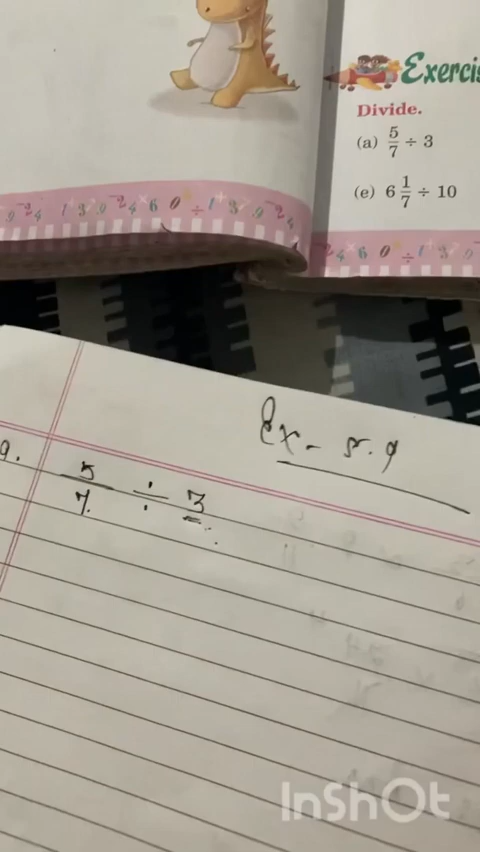 Exercis
Divide.
(a) 5/7 ÷ 3
(e) 6 1/7 ÷ 10
Ex- 5.9
a. 5/7 ÷ 3
InShOt